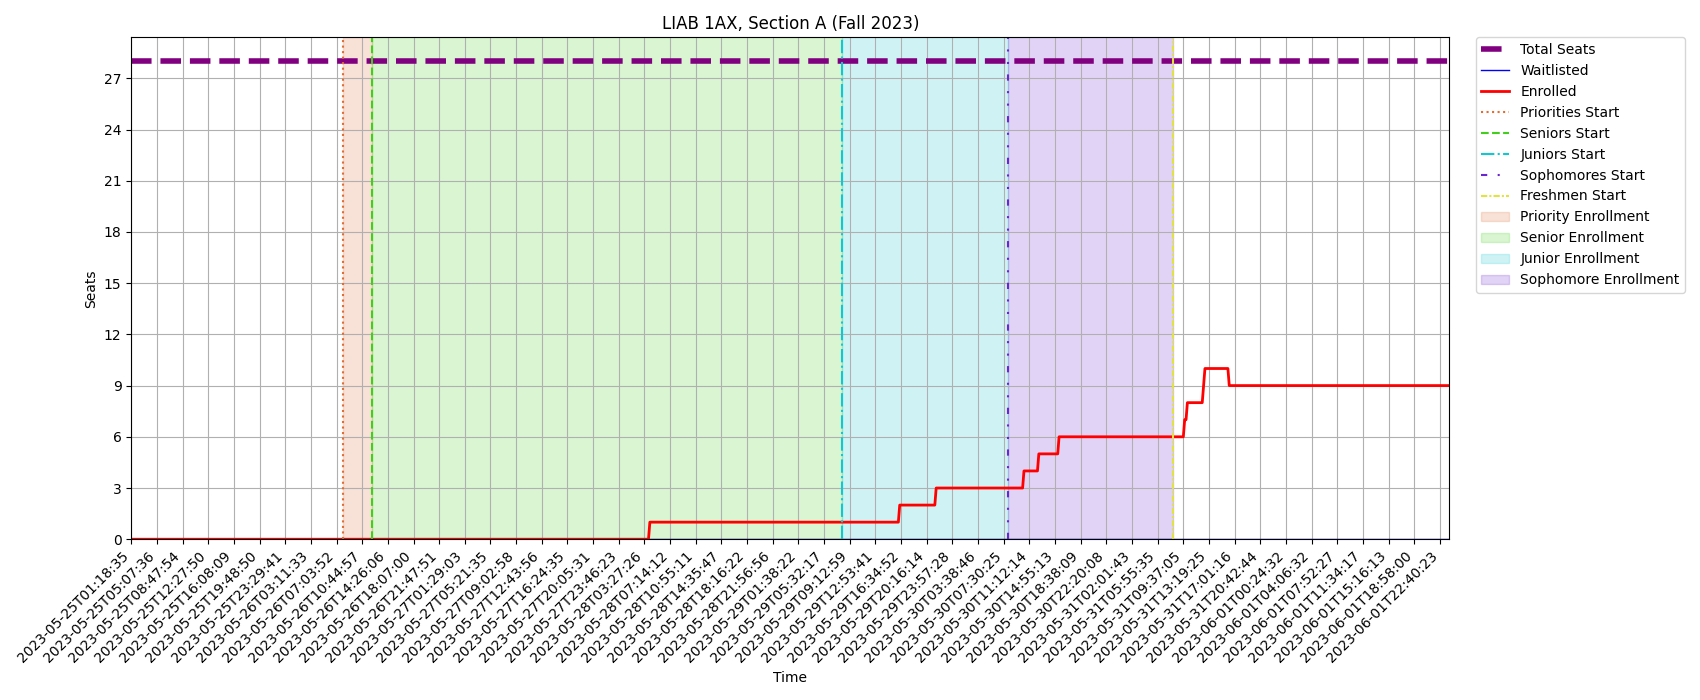 LIAB 1AX, Section A (Fall 2023)
Total Seats
Waitlisted
Enrolled
Priorities Start
Seniors Start
Juniors Start
Sophomores Start
Freshmen Start
Priority Enrollment
Senior Enrollment
Junior Enrollment
Sophomore Enrollment
Seats
27
24
21
18
15
12
9
6
3
0
2023-05-25T01:18:35
2023-05-25T05:07:36
2023-05-25T08:47:54
2023-05-25T12:27:50
2023-05-25T16:08:09
2023-05-25T19:48:50
2023-05-25T23:29:41
2023-05-26T03:11:33
2023-05-26T07:03:52
2023-05-26T10:44:57
2023-05-26T14:26:06
2023-05-26T18:07:00
2023-05-26T21:47:51
2023-05-27T01:29:03
2023-05-27T05:21:35
2023-05-27T09:02:58
2023-05-27T12:43:56
2023-05-27T16:24:35
2023-05-27T20:05:31
2023-05-27T23:46:23
2023-05-28T03:27:26
2023-05-28T07:14:12
2023-05-28T10:55:11
2023-05-28T14:35:47
2023-05-28T18:16:22
2023-05-28T21:56:56
2023-05-29T01:38:22
2023-05-29T05:32:17
2023-05-29T09:12:59
2023-05-29T12:53:41
2023-05-29T16:34:52
2023-05-29T20:16:14
2023-05-29T23:57:28
2023-05-30T03:38:46
2023-05-30T07:30:25
2023-05-30T11:12:14
2023-05-30T14:55:13
2023-05-30T18:38:09
2023-05-30T22:20:08
2023-05-31T02:01:43
2023-05-31T05:55:35
2023-05-31T09:37:05
2023-05-31T13:19:25
2023-05-31T17:01:16
2023-05-31T20:42:44
2023-06-01T00:24:32
2023-06-01T04:06:32
2023-06-01T07:52:27
2023-06-01T11:34:17
2023-06-01T15:16:13
2023-06-01T18:58:00
2023-06-01T22:40:23
Time